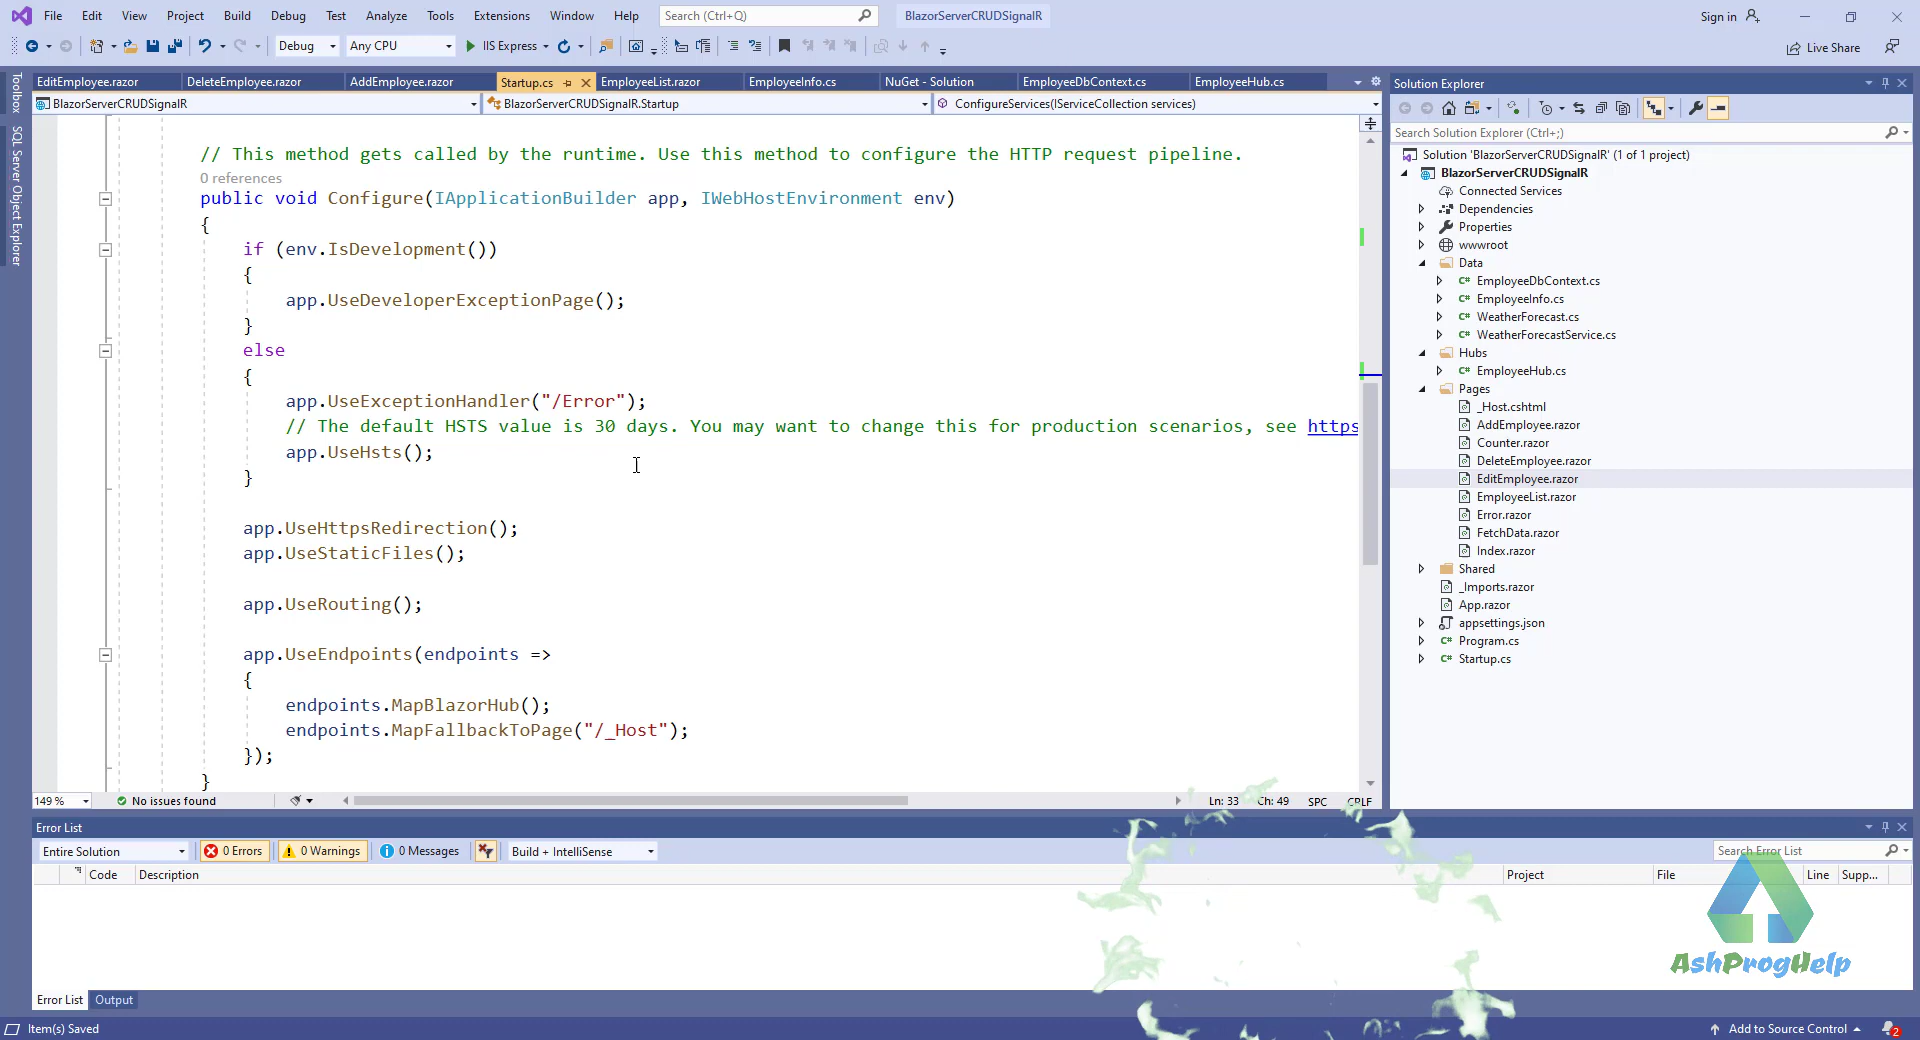 File Edit View Project Build Debug Test Analyze Tools Extensions Window Help Search (Ctrl+Q) BlazorServerCRUDSignalR Sign in
Debug Any CPU IIS Express Live Share
Toolbox
SQL Server Object Explorer
EditEmployee.razor DeleteEmployee.razor AddEmployee.razor Startup.cs EmployeeList.razor EmployeeInfo.cs NuGet - Solution EmployeeDbContext.cs EmployeeHub.cs
BlazorServerCRUDSignalR BlazorServerCRUDSignalR.Startup ConfigureServices(IServiceCollection services)
// This method gets called by the runtime. Use this method to configure the HTTP request pipeline.
0 references
public void Configure(IApplicationBuilder app, IWebHostEnvironment env)
{
if (env.IsDevelopment())
{
app.UseDeveloperExceptionPage();
}
else
{
app.UseExceptionHandler("/Error");
// The default HSTS value is 30 days. You may want to change this for production scenarios, see https
app.UseHsts();
}
app.UseHttpsRedirection();
app.UseStaticFiles();
app.UseRouting();
app.UseEndpoints(endpoints =>
{
endpoints.MapBlazorHub();
endpoints.MapFallbackToPage("/_Host");
});
}
149 % No issues found Ln: 33 Ch: 49 SPC CRLF
Solution Explorer
Search Solution Explorer (Ctrl+;)
Solution 'BlazorServerCRUDSignalR' (1 of 1 project)
BlazorServerCRUDSignalR
Connected Services
Dependencies
Properties
wwwroot
Data
EmployeeDbContext.cs
EmployeeInfo.cs
WeatherForecast.cs
WeatherForecastService.cs
Hubs
EmployeeHub.cs
Pages
_Host.cshtml
AddEmployee.razor
Counter.razor
DeleteEmployee.razor
EditEmployee.razor
EmployeeList.razor
Error.razor
FetchData.razor
Index.razor
Shared
_Imports.razor
App.razor
appsettings.json
Program.cs
Startup.cs
Error List
Entire Solution 0 Errors 0 Warnings 0 Messages Build + IntelliSense Search Error List
Code Description Project File Line Supp...
AshProgHelp
Error List Output
Item(s) Saved Add to Source Control 2